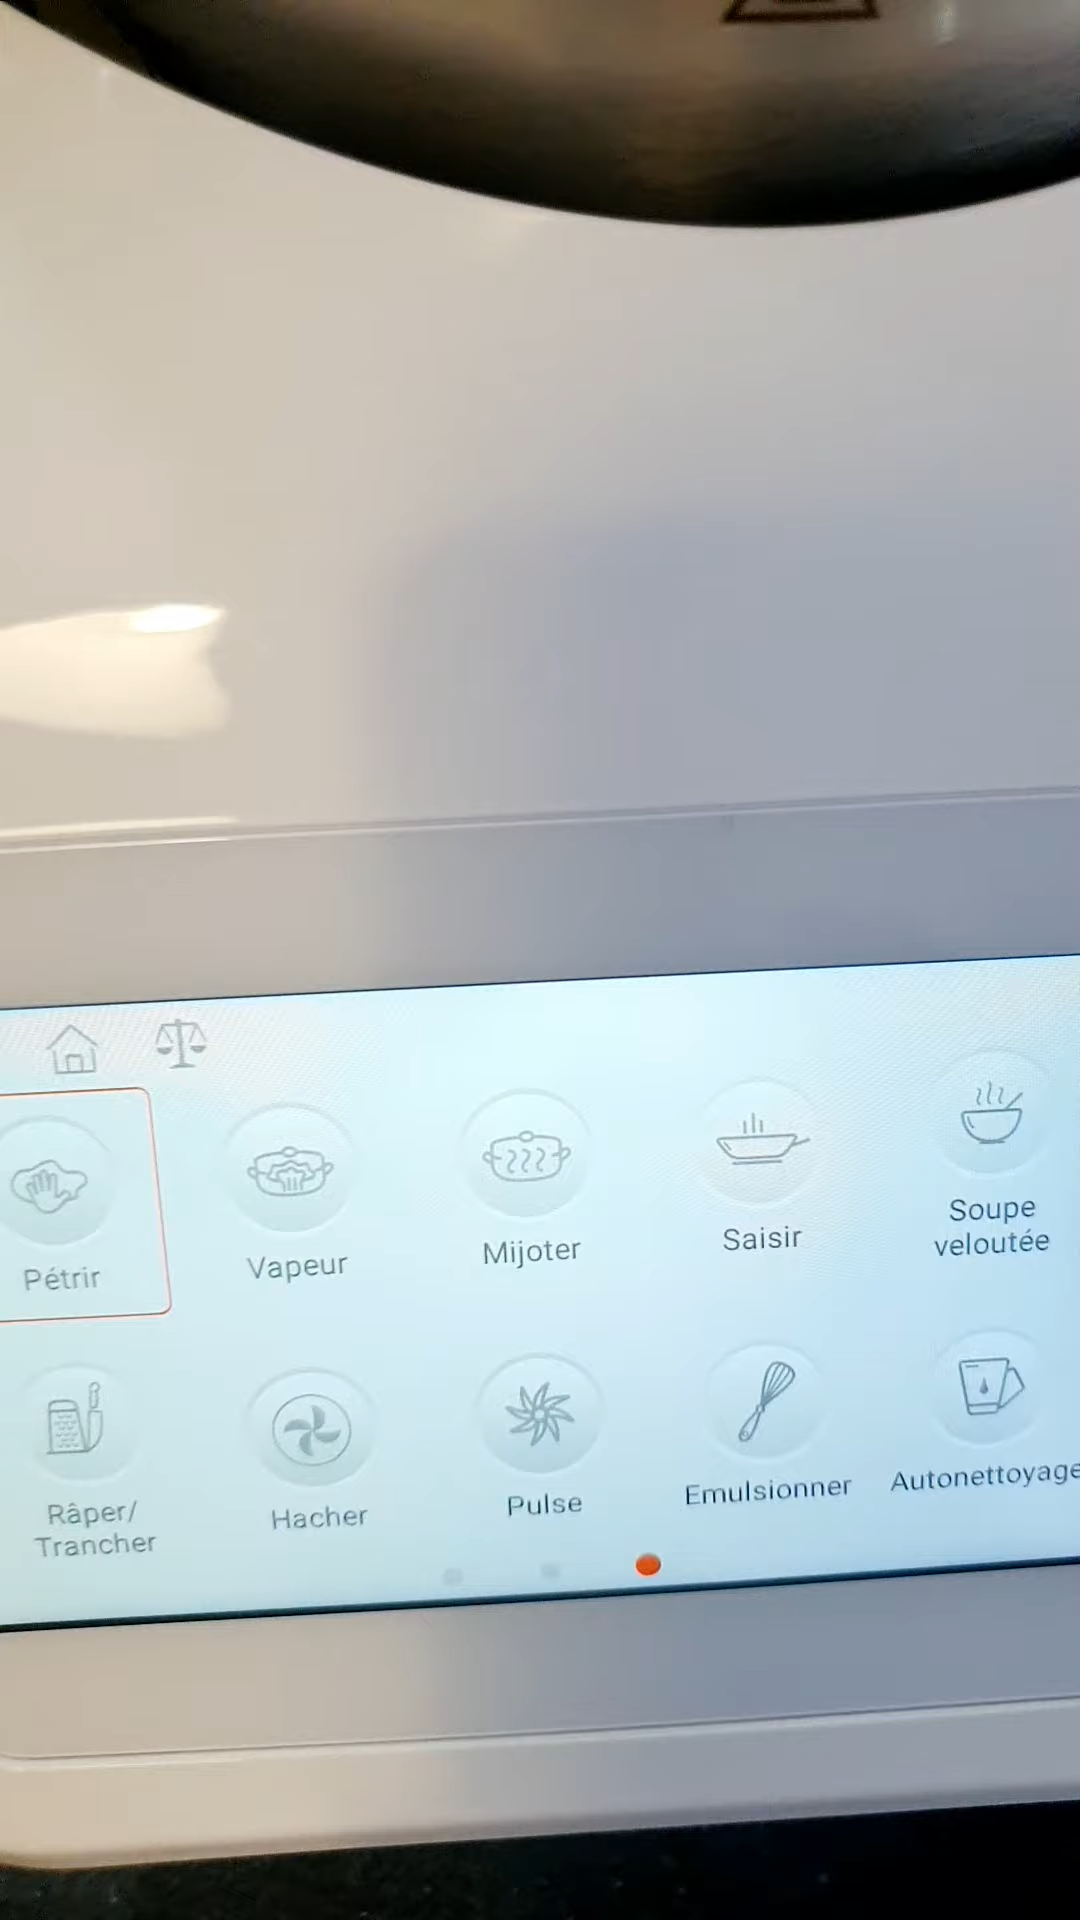 Pétrir
Vapeur
Mijoter
Saisir
Soupe
veloutée
Râper/
Trancher
Hacher
Pulse
Emulsionner
Autonettoyage